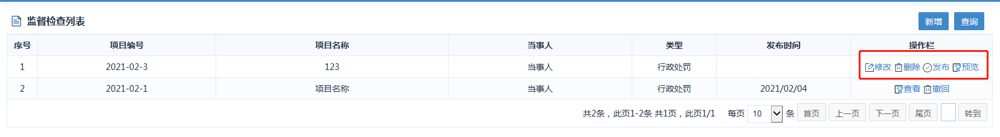 监督检查列表 新增 查询
序号 项目编号 项目名称 当事人 类型 发布时间 操作栏
1 2021-02-3 123 当事人 行政处罚 修改 删除 发布 预览
2 2021-02-1 项目名称 当事人 行政处罚 2021/02/04 查看 撤回
共2条，此页1-2条 共1页，此页1/1 每页 10 条 首页 上一页 下一页 尾页 转到